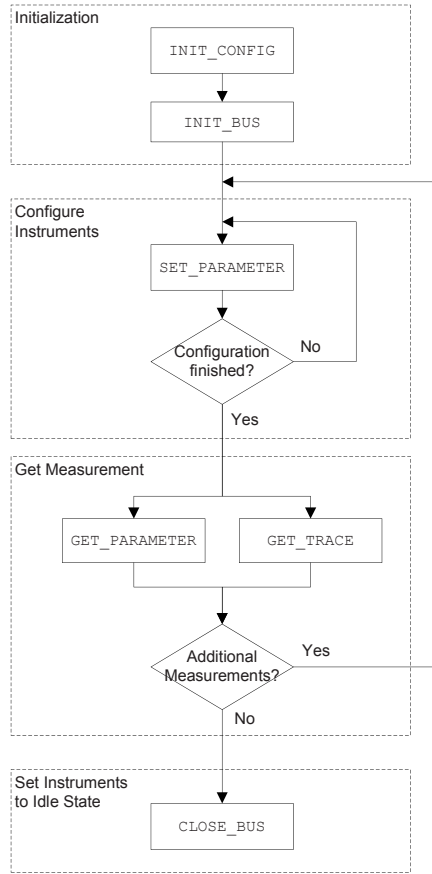 Initialization
INIT_CONFIG
INIT_BUS
Configure
Instruments
SET_PARAMETER
Configuration
finished?
No
Yes
Get Measurement
GET_PARAMETER
GET_TRACE
Additional
Measurements?
Yes
No
Set Instruments
to Idle State
CLOSE_BUS